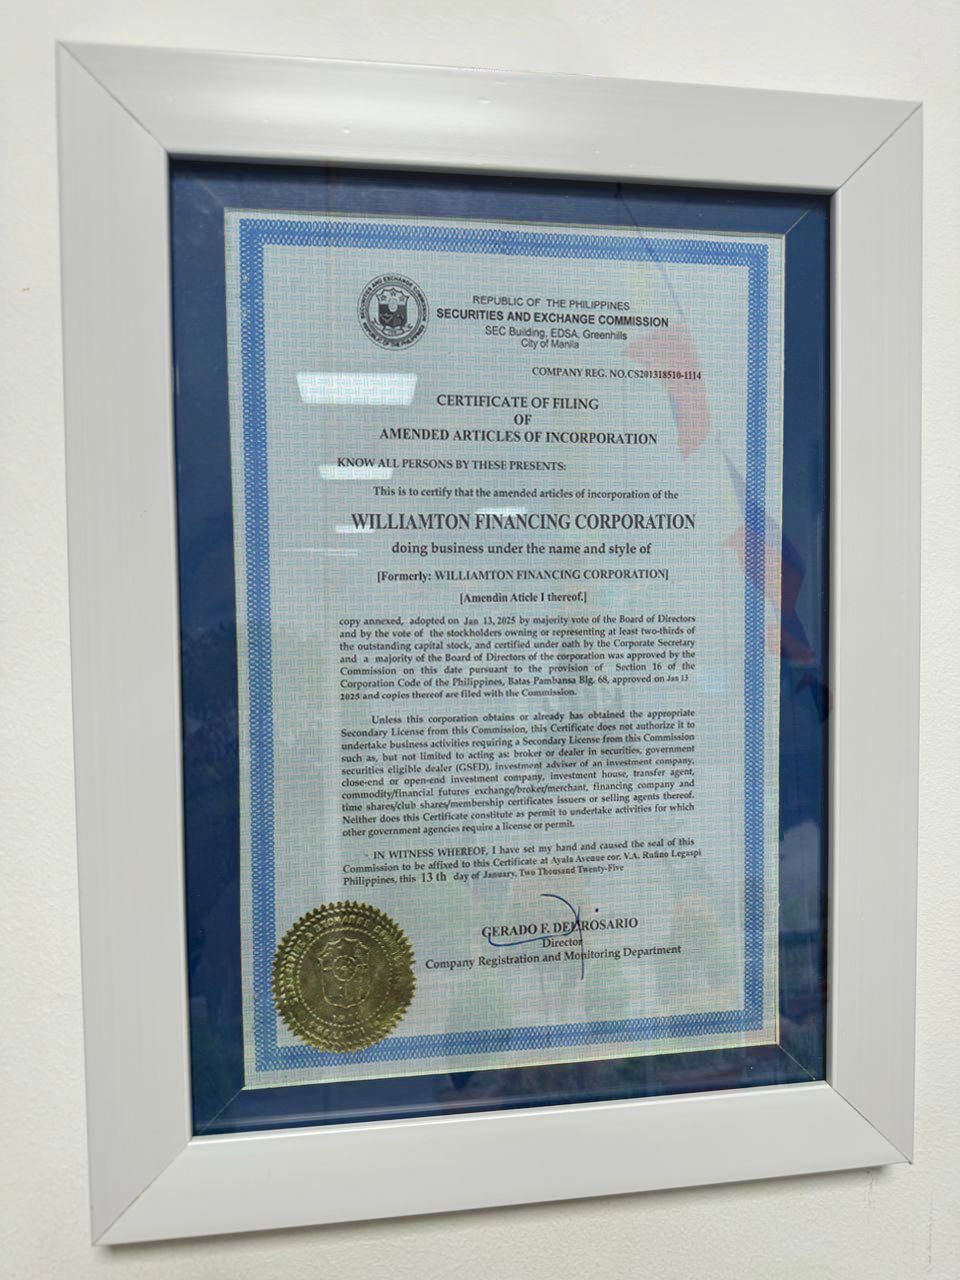 SECURITIES AND EXCHANGE COMMISSION
REPUBLIC OF THE PHILIPPINES
REPUBLIC OF THE PHILIPPINES
SECURITIES AND EXCHANGE COMMISSION
SEC Building, EDSA, Greenhills
City of Manila
COMPANY REG. NO.CS201318510-1114
CERTIFICATE OF FILING
OF
AMENDED ARTICLES OF INCORPORATION
KNOW ALL PERSONS BY THESE PRESENTS:
This is to certify that the amended articles of incorporation of the
WILLIAMTON FINANCING CORPORATION
doing business under the name and style of
[Formerly: WILLIAMTON FINANCING CORPORATION]
[Amendin Aticle I thereof.]
copy annexed, adopted on Jan 13, 2025 by majority vote of the Board of Directors
and by the vote of the stockholders owning or representing at least two-thirds of
the outstanding capital stock, and certified under oath by the Corporate Secretary
and a majority of the Board of Directors of the corporation was approved by the
Commission on this date pursuant to the provision of Section 16 of the
Corporation Code of the Philippines, Batas Pambansa Blg. 68, approved on Jan 13
2025 and copies thereof are filed with the Commission.
Unless this corporation obtains or already has obtained the appropriate
Secondary License from this Commission, this Certificate does not authorize it to
undertake business activities requiring a Secondary License from this Commission
such as, but not limited to acting as: broker or dealer in securities, government
securities eligible dealer (GSED), investment adviser of an investment company,
close-end or open-end investment company, investment house, transfer agent,
commodity/financial futures exchange/broker/merchant, financing company and
time shares/club shares/membership certificates issuers or selling agents thereof.
Neither does this Certificate constitute as permit to undertake activities for which
other government agencies require a license or permit.
IN WITNESS WHEREOF, I have set my hand and caused the seal of this
Commission to be affixed to this Certificate at Ayala Avenue cor. V.A. Rufino Legaspi
Philippines, this 13 th day of January, Two Thousand Twenty-Five
GERADO F. DELROSARIO
Director
Company Registration and Monitoring Department